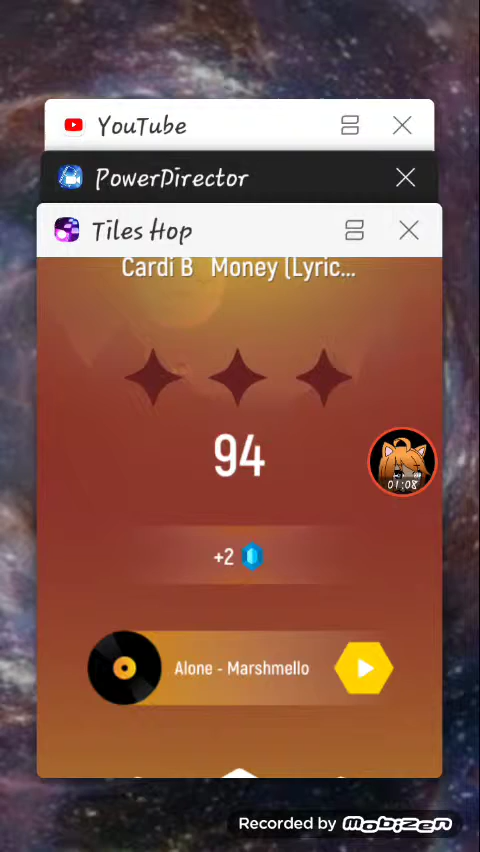 YouTube
PowerDirector
Tiles Hop
Cardi B Money (Lyric...
94
01:08
+2
Alone - Marshmello
Recorded by Mobizen